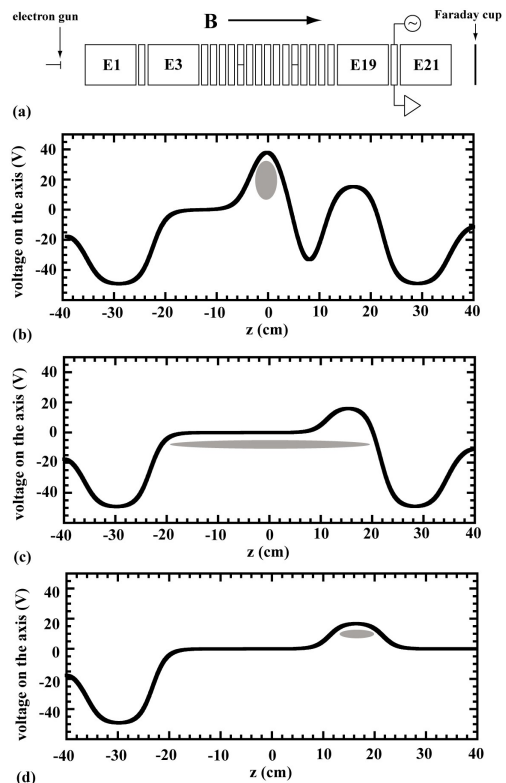 electron gun
B
Faraday cup
E1 E3 E19 E21
(a)
voltage on the axis (V)
40
20
0
-20
-40
-40 -30 -20 -10 0 10 20 30 40
z (cm)
(b)
voltage on the axis (V)
40
20
0
-20
-40
-40 -30 -20 -10 0 10 20 30 40
z (cm)
(c)
voltage on the axis (V)
40
20
0
-20
-40
-40 -30 -20 -10 0 10 20 30 40
z (cm)
(d)